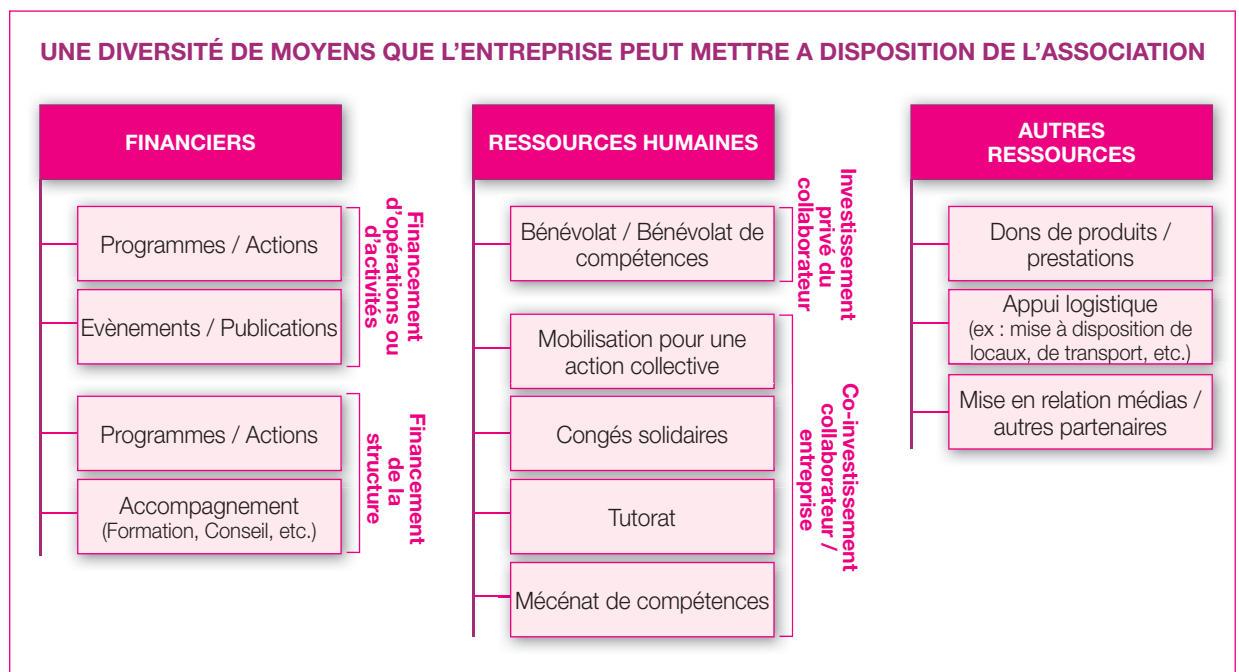 UNE DIVERSITÉ DE MOYENS QUE L'ENTREPRISE PEUT METTRE A DISPOSITION DE L'ASSOCIATION
FINANCIERS
Programmes / Actions
Evènements / Publications
Financement
d'opérations ou
d'activités
Programmes / Actions
Accompagnement
(Formation, Conseil, etc.)
Financement
de la
structure
RESSOURCES HUMAINES
Bénévolat / Bénévolat de
compétences
Investissement
privé du
collaborateur
Mobilisation pour une
action collective
Congés solidaires
Tutorat
Mécénat de compétences
Co-investissement
collaborateur /
entreprise
AUTRES
RESSOURCES
Dons de produits /
prestations
Appui logistique
(ex : mise à disposition de
locaux, de transport, etc.)
Mise en relation médias /
autres partenaires